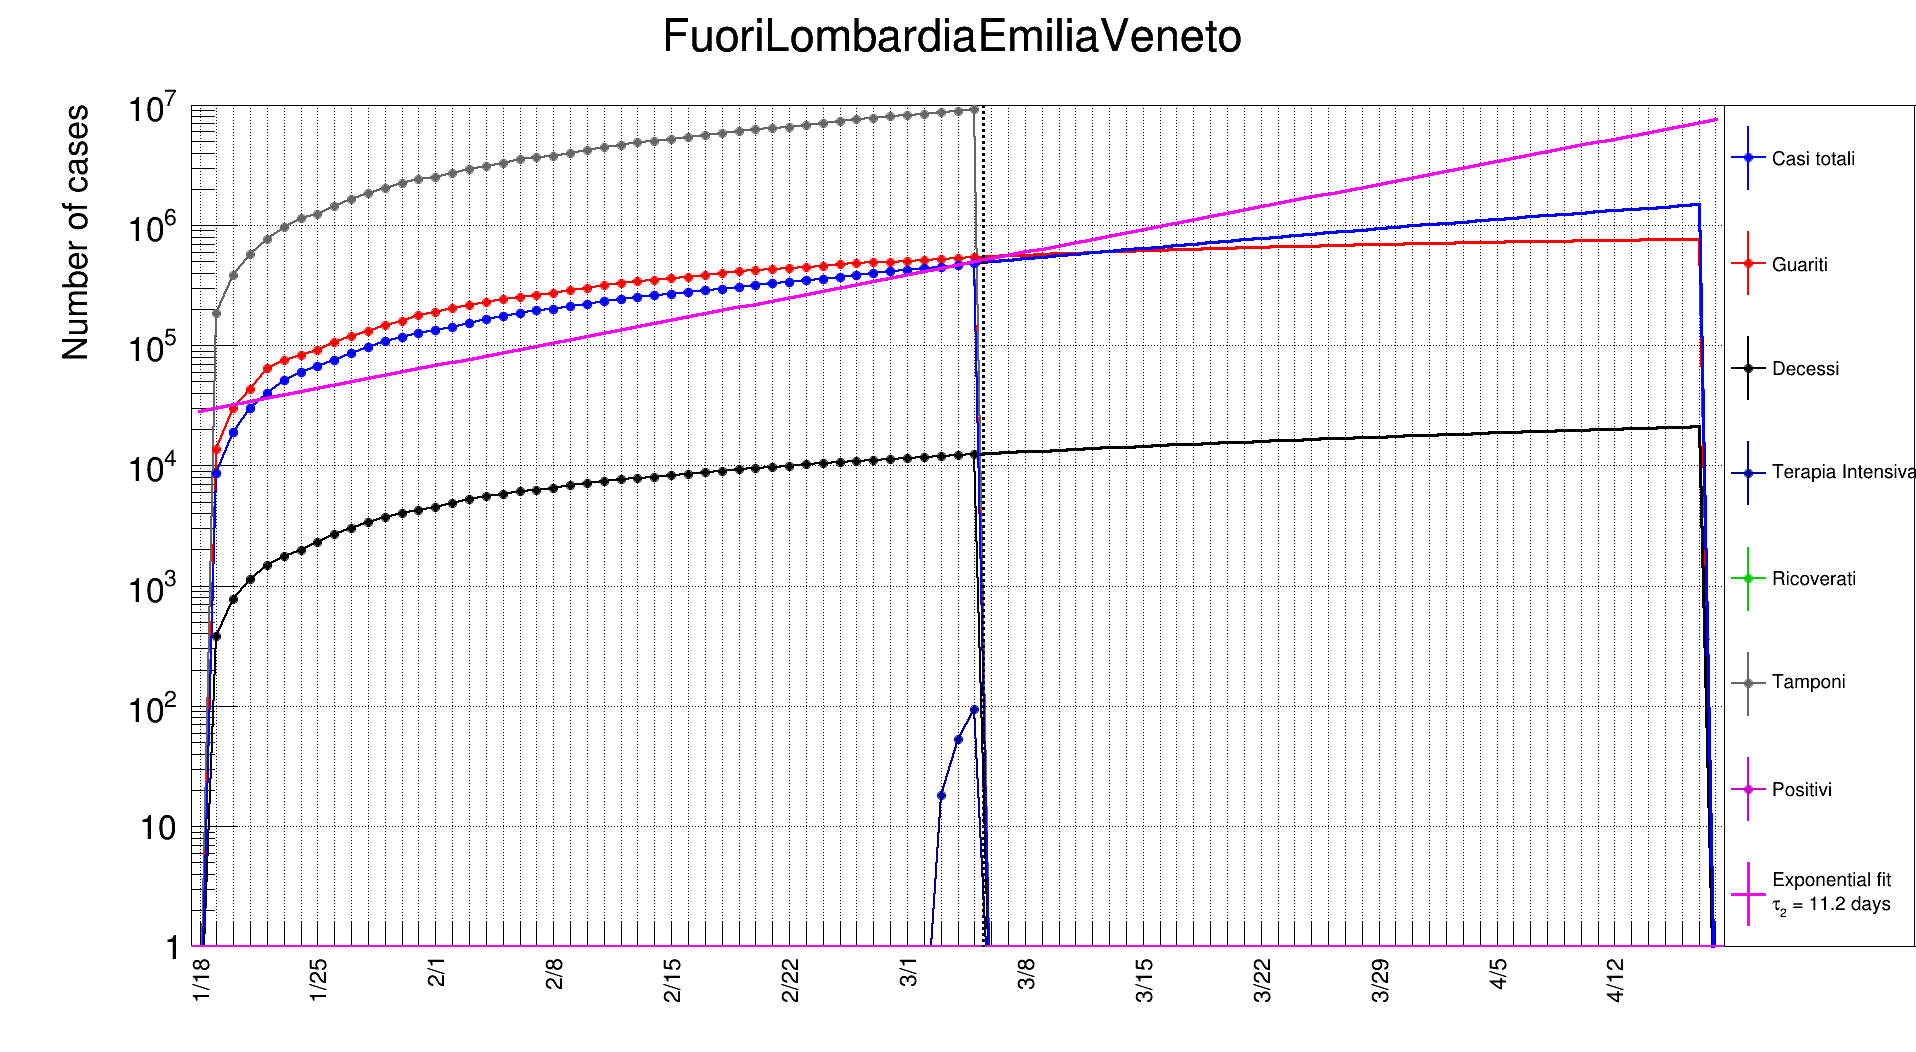 FuoriLombardiaEmiliaVeneto
Number of cases
10^7
10^6
10^5
10^4
10^3
10^2
10
1
1/18
1/25
2/1
2/8
2/15
2/22
3/1
3/8
3/15
3/22
3/29
4/5
4/12
Casi totali
Guariti
Decessi
Terapia Intensiva
Ricoverati
Tamponi
Positivi
Exponential fit
τ_2 = 11.2 days